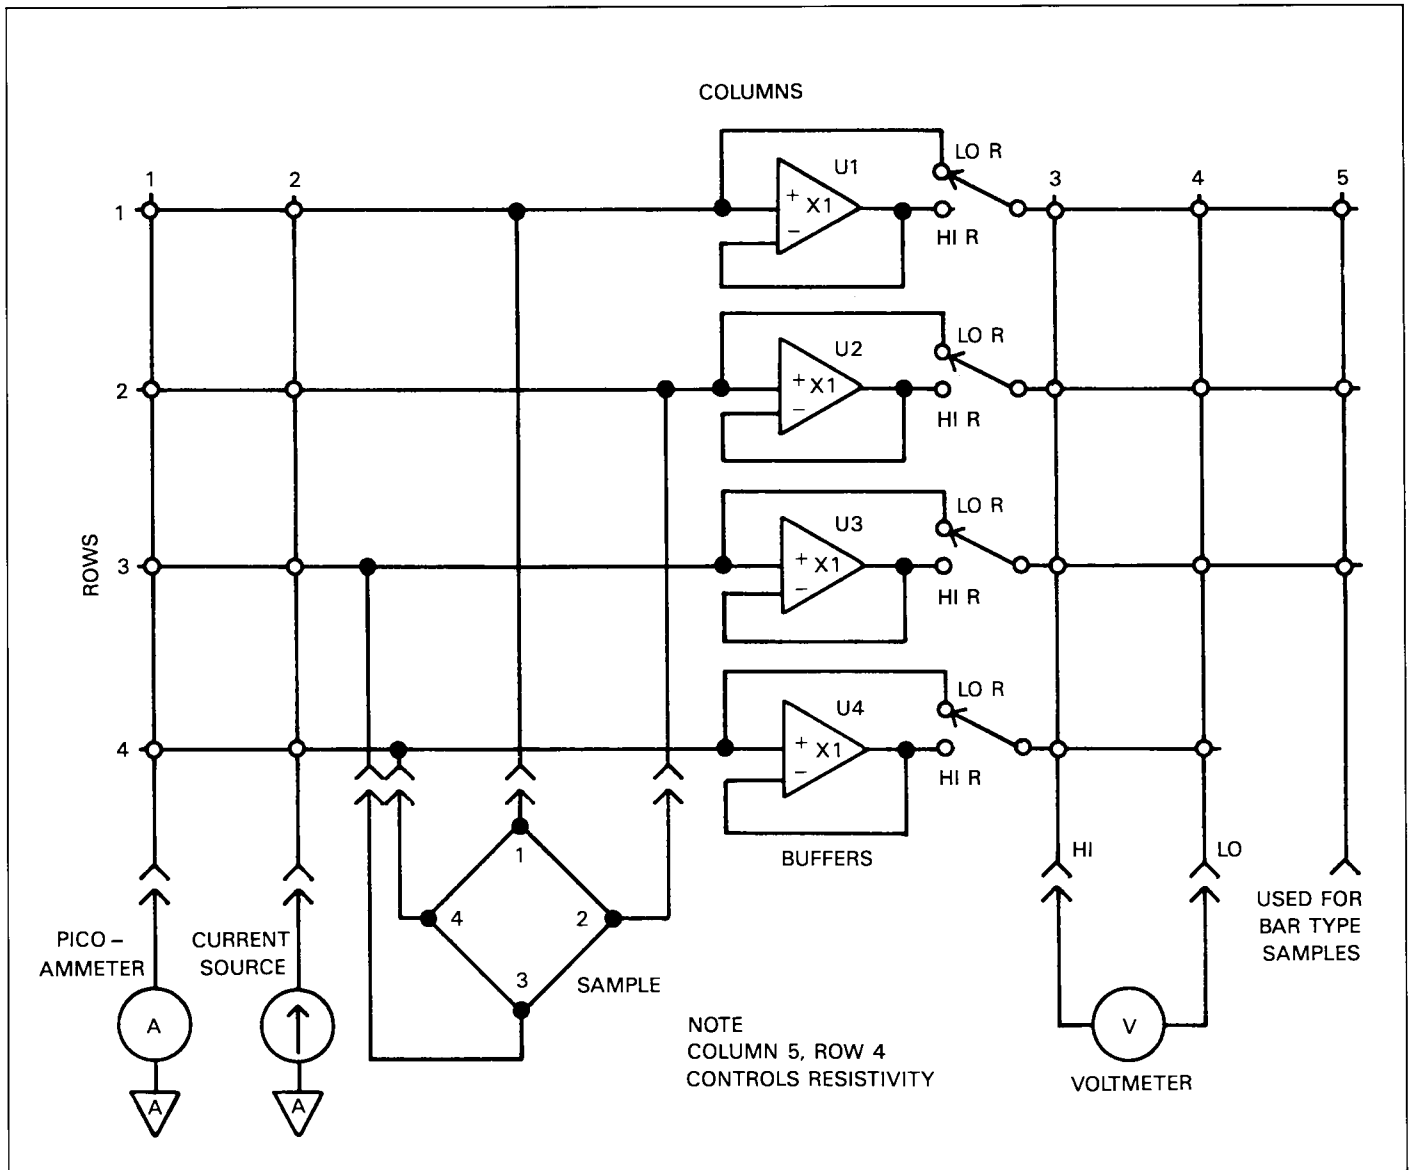 COLUMNS
LO R
U1
1
2
3
4
5
1
+
X1
−
HI R
LO R
U2
2
+
X1
−
HI R
LO R
U3
ROWS
3
+
X1
−
HI R
LO R
U4
4
+
X1
−
HI R
BUFFERS
HI
LO
1
4
2
3
SAMPLE
PICO–
AMMETER
CURRENT
SOURCE
USED FOR
BAR TYPE
SAMPLES
A
V
NOTE
COLUMN 5, ROW 4
CONTROLS RESISTIVITY
VOLTMETER
A
A